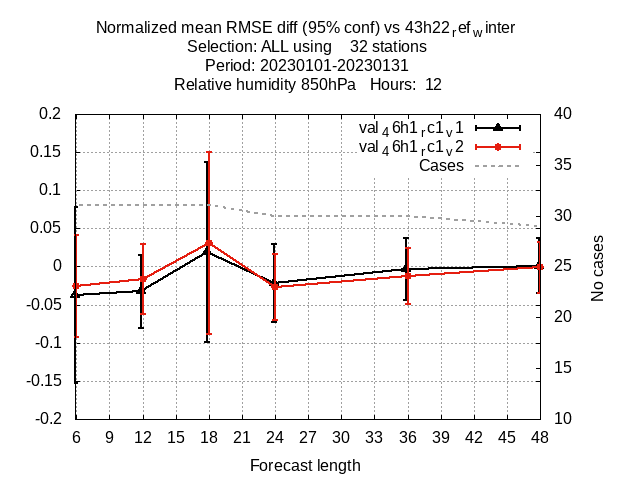 Normalized mean RMSE diff (95% conf) vs 43h22refwinter
Selection: ALL using 32 stations
Period: 20230101-20230131
Relative humidity 850hPa Hours: 12
val46h1rc1v1
val46h1rc1v2
Cases
0.2
0.15
0.1
0.05
0
-0.05
-0.1
-0.15
-0.2
40
35
30
25
20
15
10
No cases
6 9 12 15 18 21 24 27 30 33 36 39 42 45 48
Forecast length